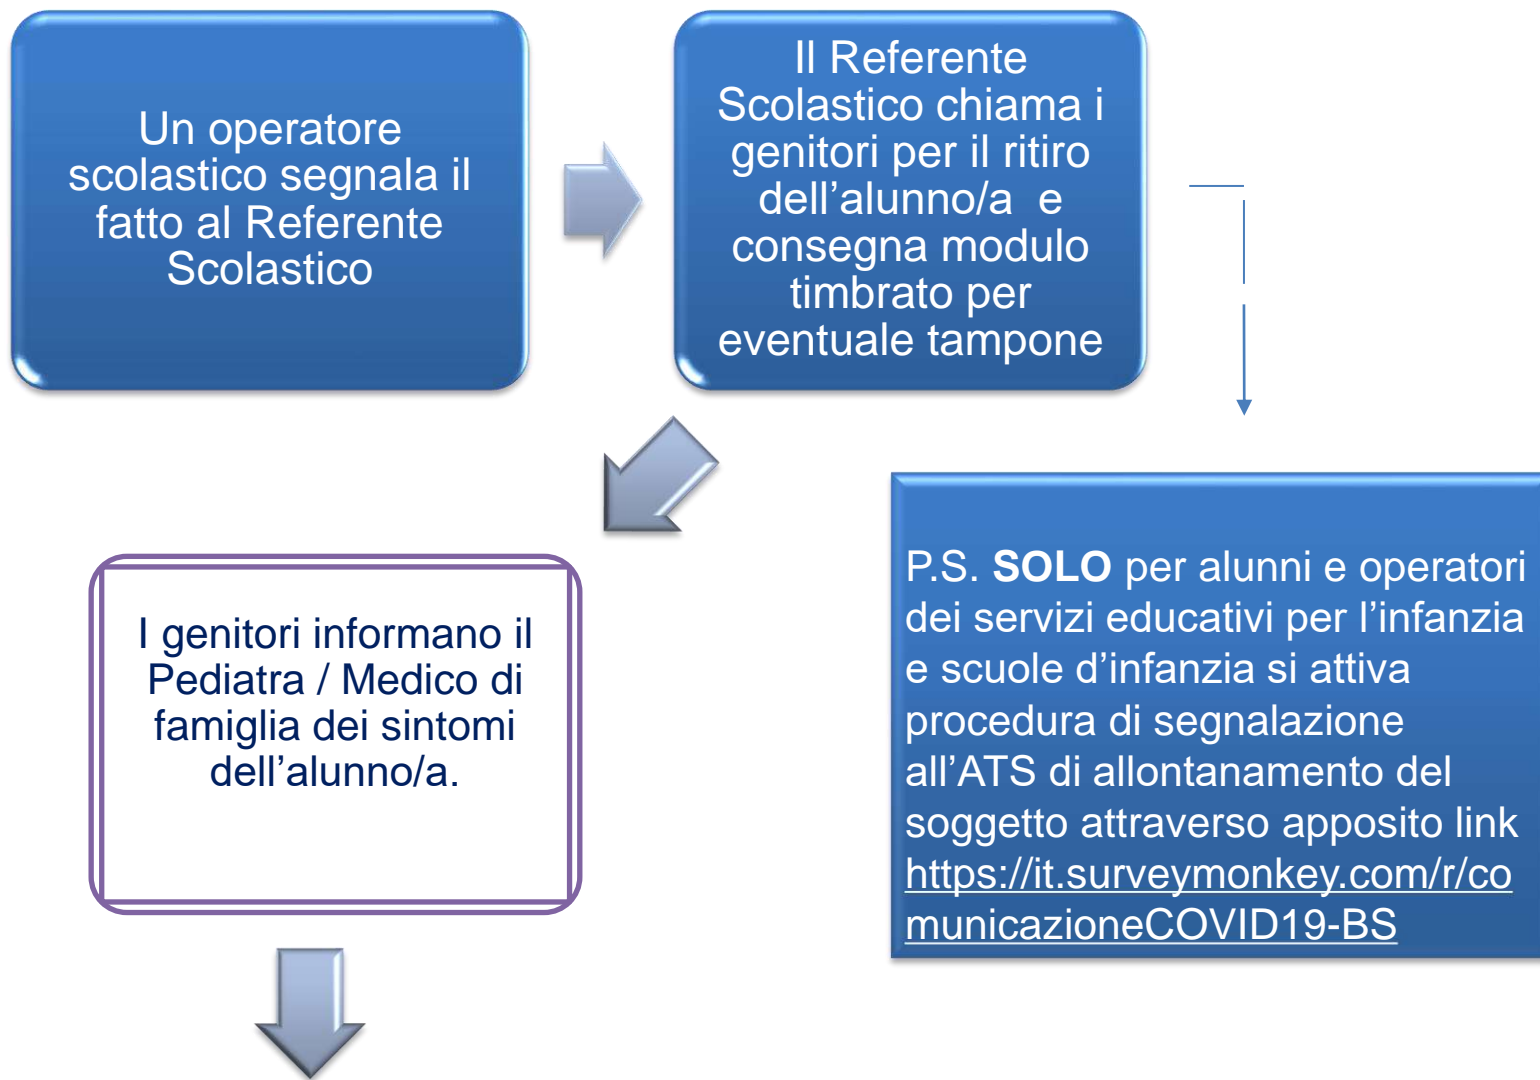 Un operatore
scolastico segnala il
fatto al Referente
Scolastico
Il Referente
Scolastico chiama i
genitori per il ritiro
dell’alunno/a e
consegna modulo
timbrato per
eventuale tampone
I genitori informano il
Pediatra / Medico di
famiglia dei sintomi
dell’alunno/a.
P.S. SOLO per alunni e operatori
dei servizi educativi per l’infanzia
e scuole d’infanzia si attiva
procedura di segnalazione
all’ATS di allontanamento del
soggetto attraverso apposito link
https://it.surveymonkey.com/r/co
municazioneCOVID19-BS